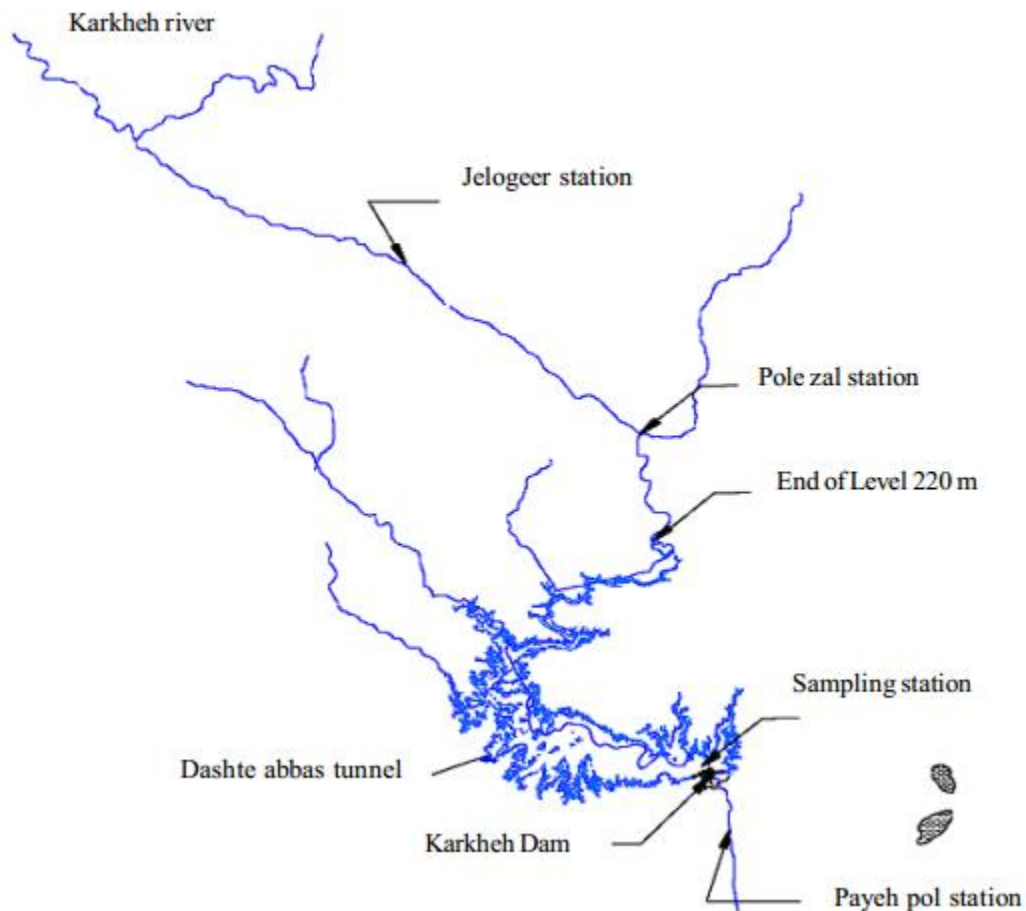 Karkheh river
Jelogeer station
Pole zal station
End of Level 220 m
Sampling station
Dashte abbas tunnel
Karkheh Dam
Payeh pol station